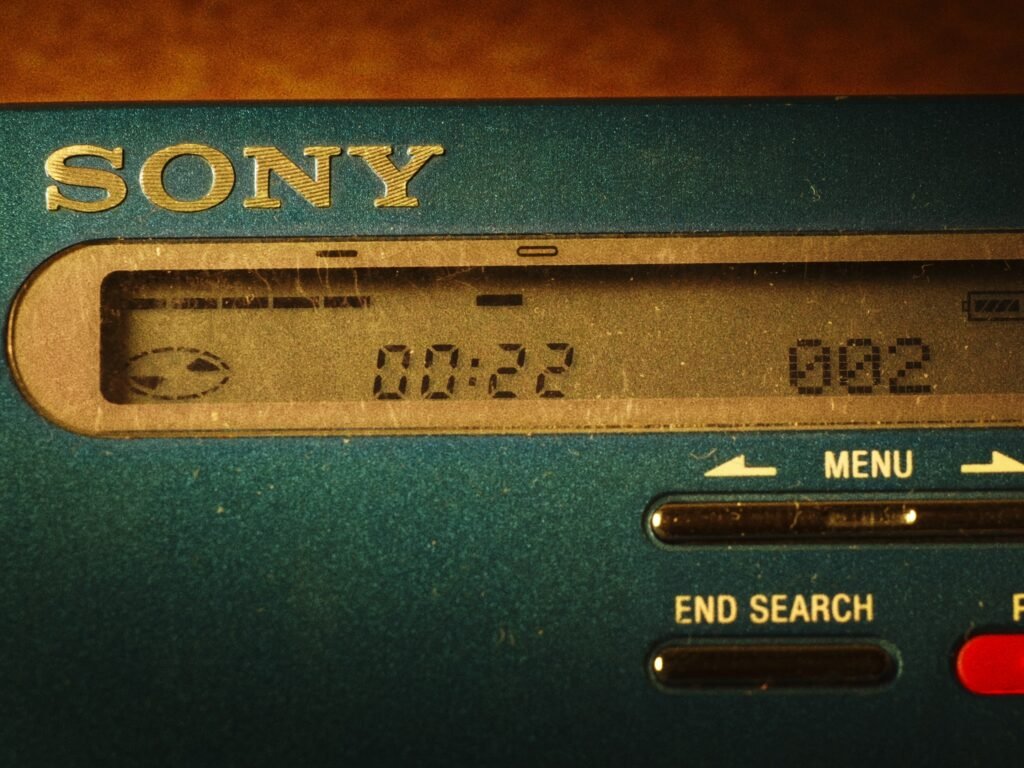 SONY
00:22 002
MENU
END SEARCH